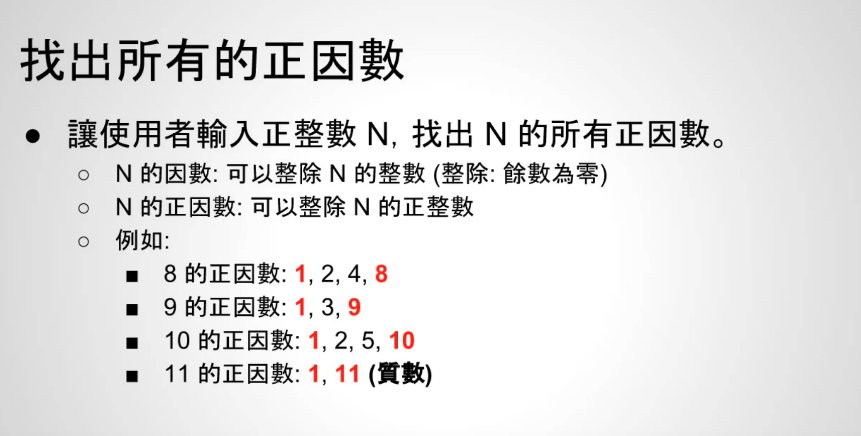 找出所有的正因數
● 讓使用者輸入正整數 N, 找出 N 的所有正因數。
○ N 的因數: 可以整除 N 的整數 (整除: 餘數為零)
○ N 的正因數: 可以整除 N 的正整數
○ 例如:
■ 8 的正因數: 1, 2, 4, 8
■ 9 的正因數: 1, 3, 9
■ 10 的正因數: 1, 2, 5, 10
■ 11 的正因數: 1, 11 (質數)